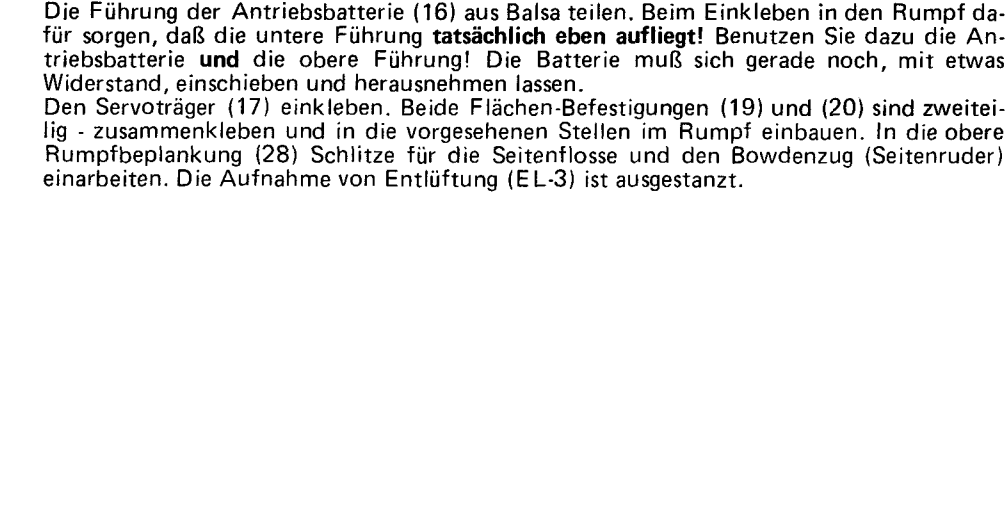 Die Führung der Antriebsbatterie (16) aus Balsa teilen. Beim Einkleben in den Rumpf da-
für sorgen, daß die untere Führung tatsächlich eben aufliegt! Benutzen Sie dazu die An-
triebsbatterie und die obere Führung! Die Batterie muß sich gerade noch, mit etwas
Widerstand, einschieben und herausnehmen lassen.
Den Servoträger (17) einkleben. Beide Flächen-Befestigungen (19) und (20) sind zweitei-
lig - zusammenkleben und in die vorgesehenen Stellen im Rumpf einbauen. In die obere
Rumpfbeplankung (28) Schlitze für die Seitenflosse und den Bowdenzug (Seitenruder)
einarbeiten. Die Aufnahme von Entlüftung (EL-3) ist ausgestanzt.